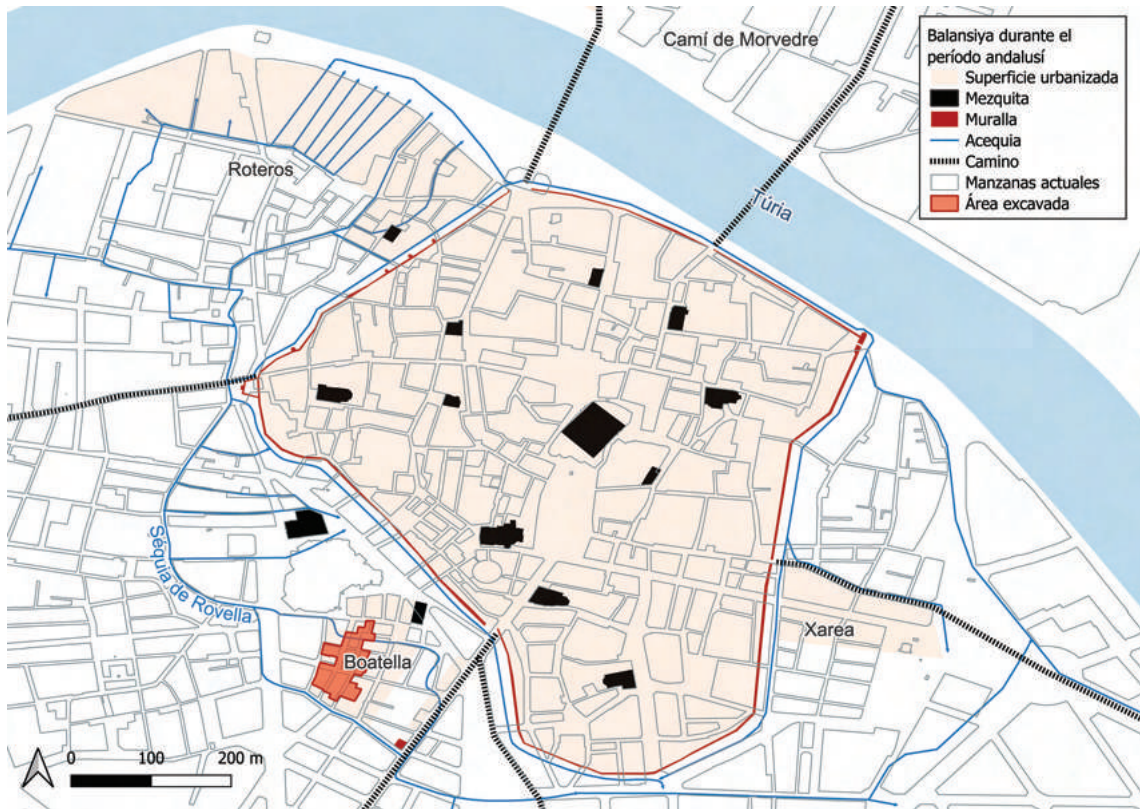 Camí de Morvedre
Balansiya durante el
período andalusí
Superficie urbanizada
Mezquita
Muralla
Acequia
Camino
Manzanas actuales
Área excavada
Roteros
Túria
Séquia de Rovella
Boatella
Xarea
0 100 200 m